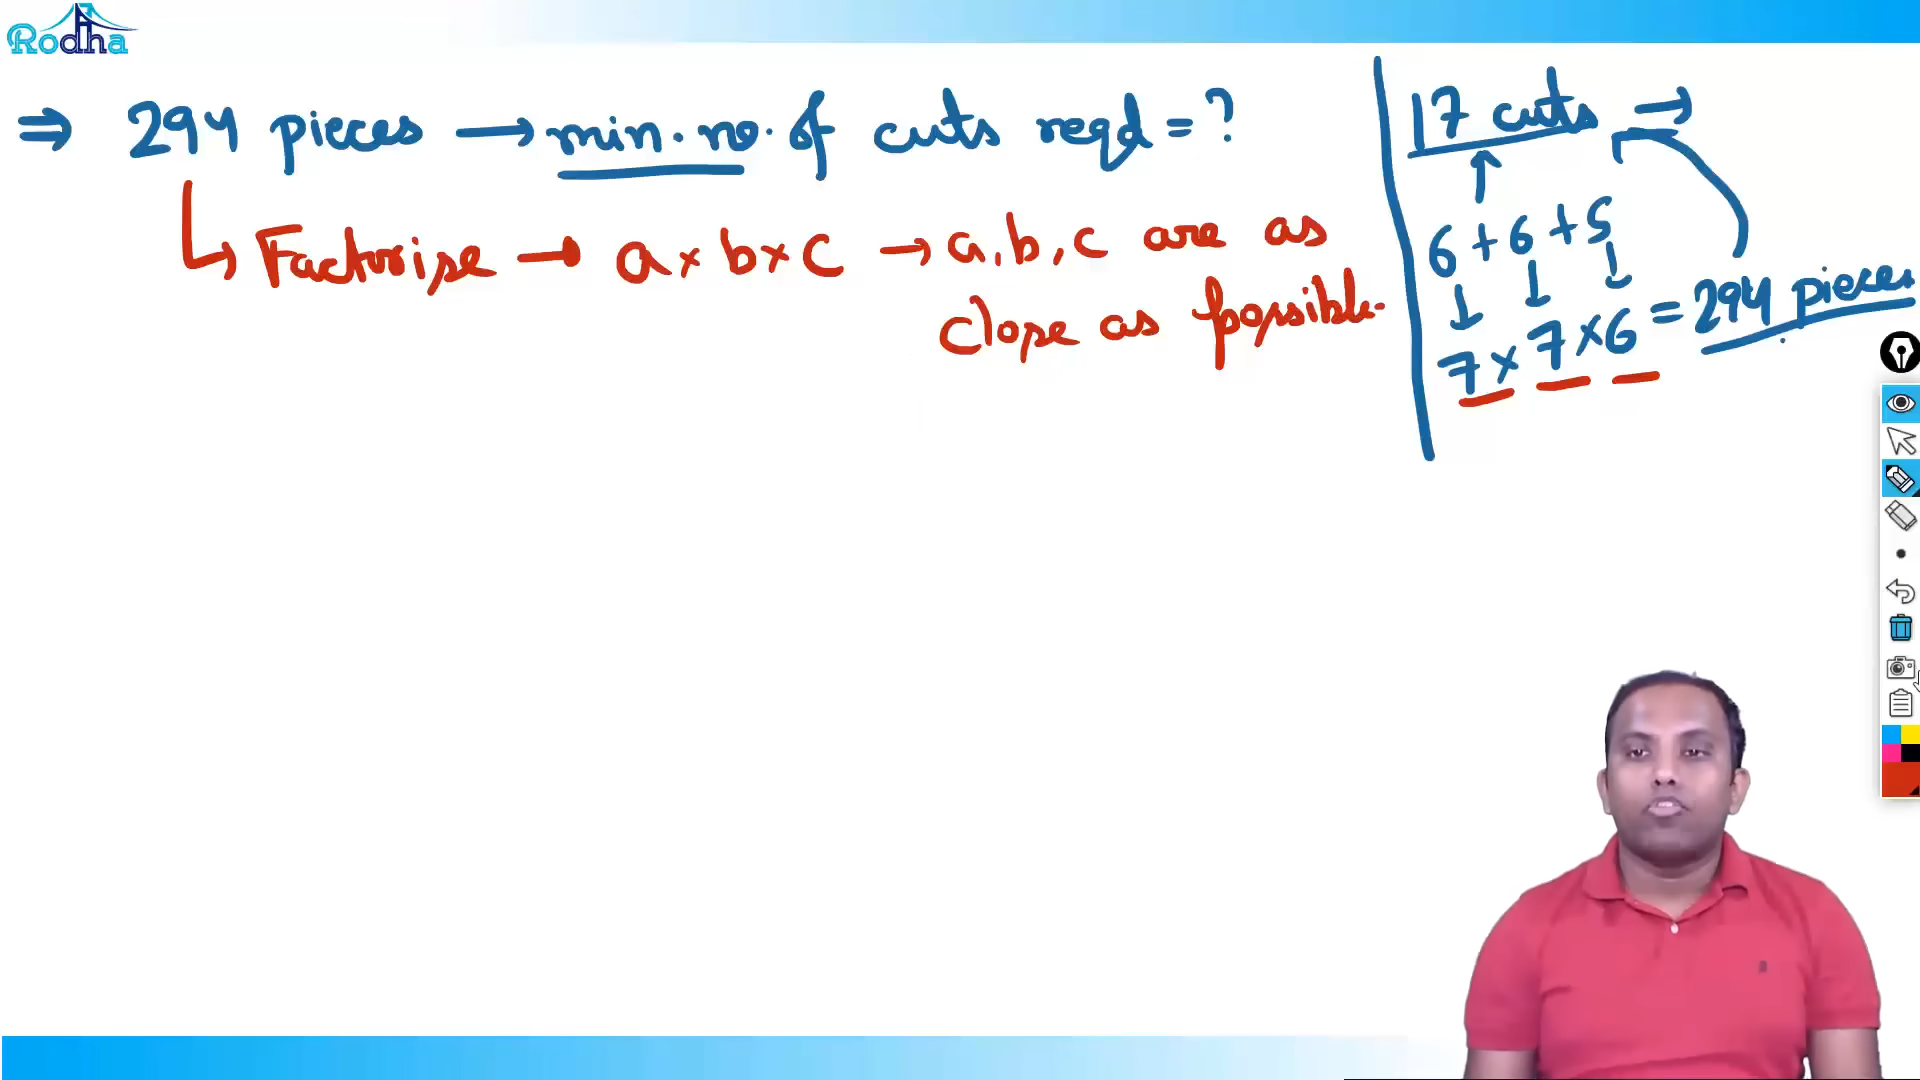 Rodha
⇒ 294 pieces → min. no. of cuts reqd = ?
Factorise → a × b × c → a, b, c are as
close as possible.
17 cuts →
6 + 6 + 5
7 × 7 × 6 = 294 pieces